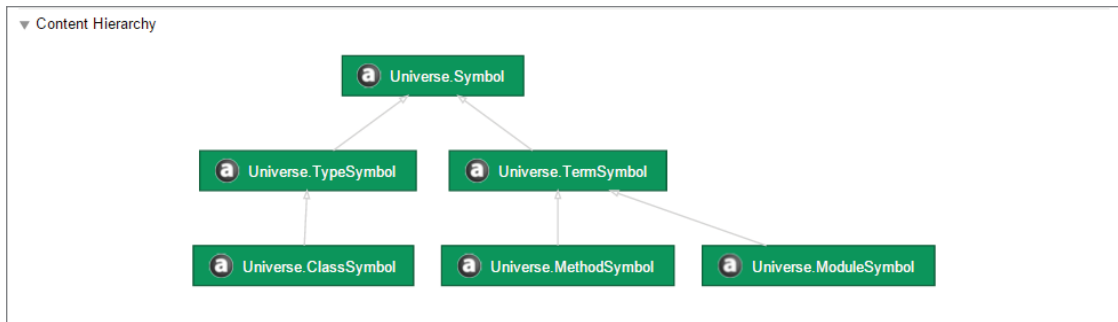 Content Hierarchy
a Universe.Symbol
a Universe.TypeSymbol
a Universe.TermSymbol
a Universe.ClassSymbol
a Universe.MethodSymbol
a Universe.ModuleSymbol